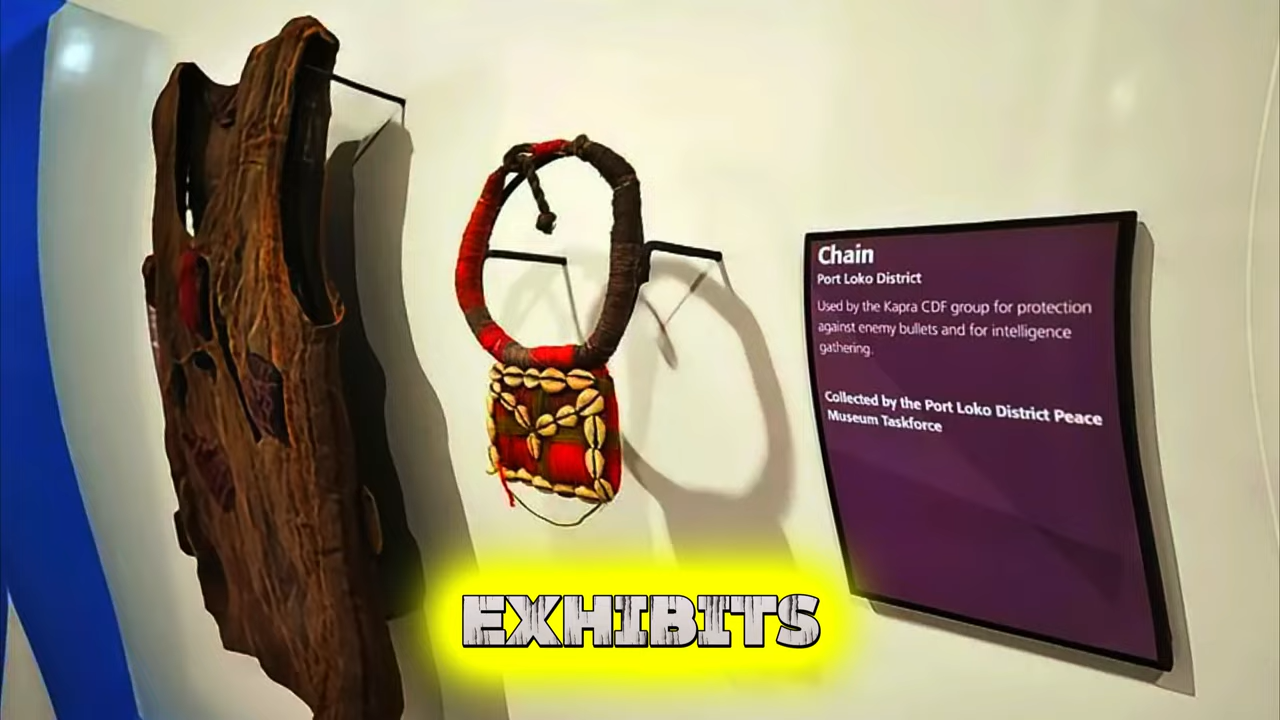 Chain
Port Loko District
Used by the Kapra CDF group for protection
against enemy bullets and for intelligence
gathering.
Collected by the Port Loko District Peace
Museum Taskforce
EXHIBITS